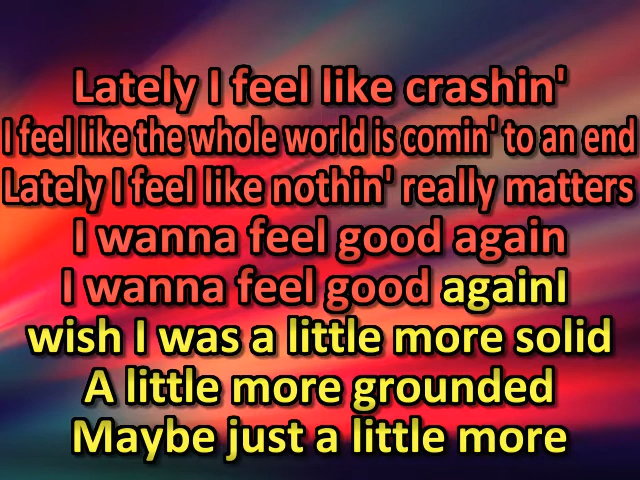 Lately I feel like crashin'
I feel like the whole world is comin' to an end
Lately I feel like nothin' really matters
I wanna feel good again
I wanna feel good againI
wish I was a little more solid
A little more grounded
Maybe just a little more